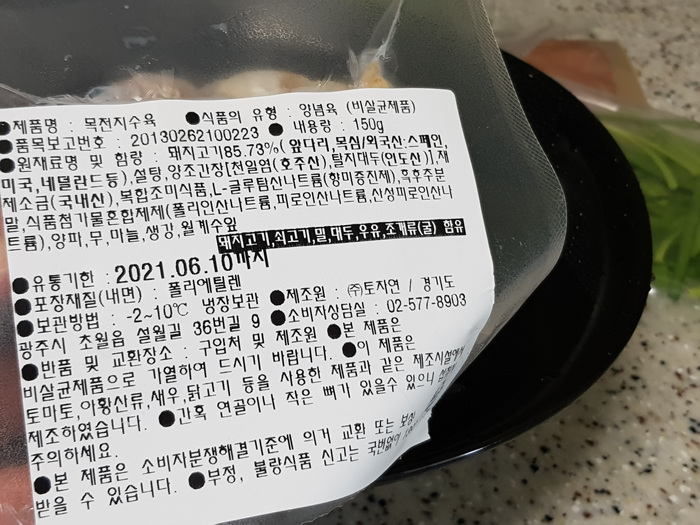 ●제품명 : 목전지수육 ●식품의 유형 : 양념육 (비살균제품)
●품목보고번호 : 20130262100223 ● 내용량 : 150g
●원재료명 및 함량 : 돼지고기85.73%(앞다리,목심/외국산:스페인,
미국,네덜란드등),설탕,양조간장[천일염(호주산),탈지대두(인도산)],재
제소금(국내산),복합조미식품,L-글루탐산나트륨(향미증진제),흑후추분
말,식품첨가물혼합제제(폴리인산나트륨,피로인산나트륨,산성피로인산나
트륨),양파,무,마늘,생강,월계수잎
돼지고기,쇠고기,밀,대두,우유,조개류(굴) 함유
●유통기한 : 2021.06.10까지
●포장재질(내면) : 폴리에틸렌 ●제조원 : ㈜토지연 / 경기도
●보관방법 : -2~10℃ 냉장보관 ●소비자상담실 : 02-577-8903
광주시 초월읍 설월길 36번길 9 ●본 제품은
●반품 및 교환장소 : 구입처 및 제조원 ●이 제품은
비살균제품으로 가열하여 드시기 바랍니다.
토마토,아황산류,새우,닭고기 등을 사용한 제품과 같은 제조시설에서
제조하였습니다. ●간혹 연골이나 작은 뼈가 있을수 있으니
주의하세요.
●본 제품은 소비자분쟁해결기준에 의거 교환 또는 보상
받을 수 있습니다. ●부정, 불량식품 신고는 국번없이